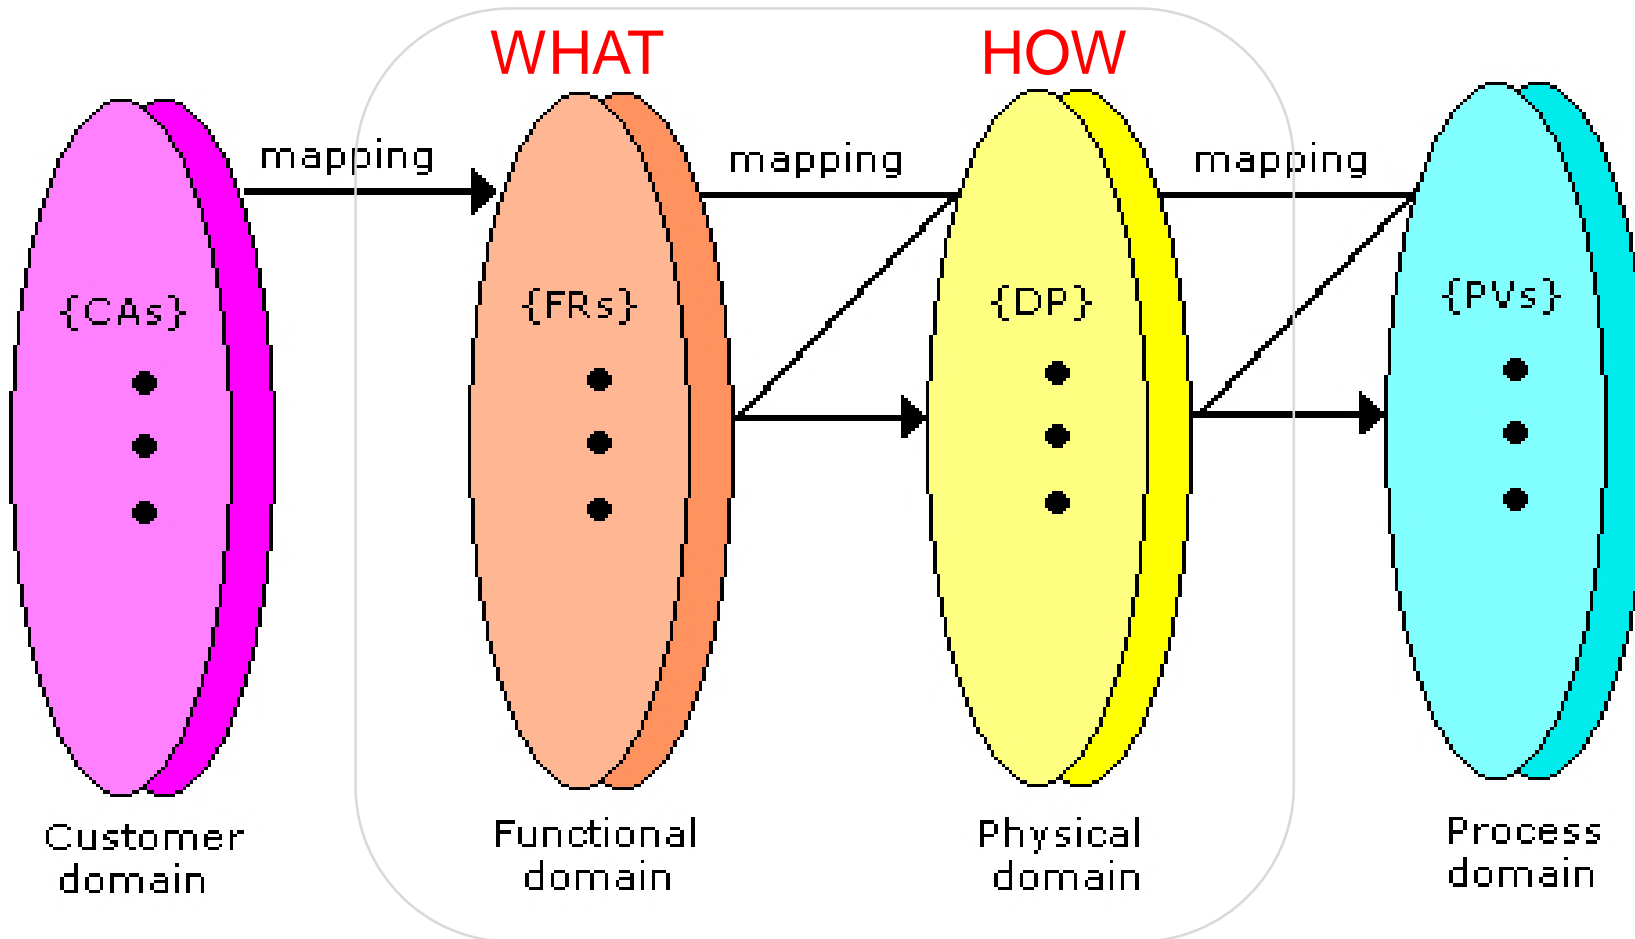 WHAT
HOW
mapping
mapping
mapping
{CAs}
{FRs}
{DP}
{PVs}
Customer
domain
Functional
domain
Physical
domain
Process
domain